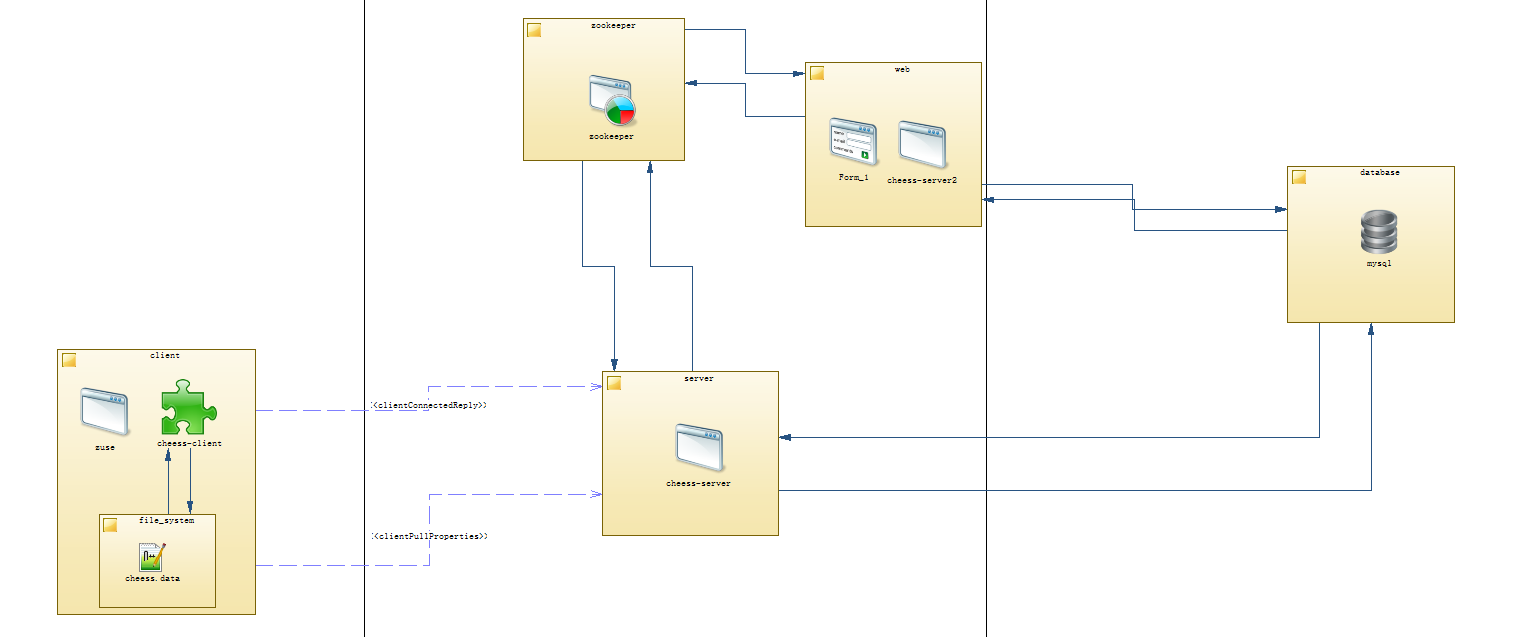 zookeeper
zookeeper
web
Form_1
cheess-server2
database
mysql
client
zuse
cheess-client
file_system
cheess.data
<<clientConnectedReply>>
<<clientPullProperties>>
server
cheess-server